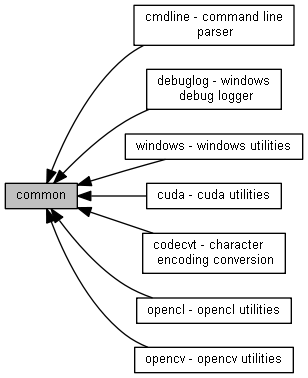 cmdline - command line
parser
debuglog - windows
debug logger
windows - windows utilities
common
cuda - cuda utilities
codecvt - character
encoding conversion
opencl - opencl utilities
opencv - opencv utilities